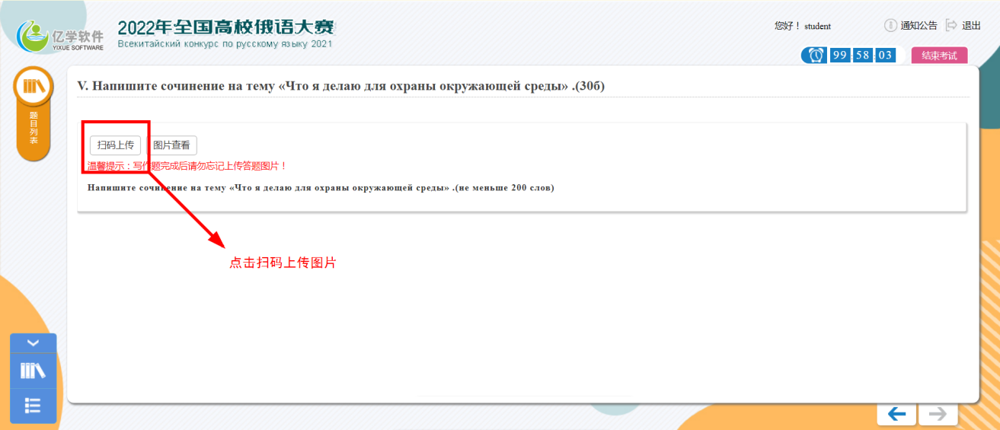 亿学软件
YIXUE SOFTWARE
2022年全国高校俄语大赛
Всекитайский конкурс по русскому языку 2021
您好！ student
通知公告
退出
99:58:03
结束考试
题目列表
V. Напишите сочинение на тему «Что я делаю для охраны окружающей среды» .(30б)
扫码上传
图片查看
温馨提示：写作题完成后请勿忘记上传答题图片！
Напишите сочинение на тему «Что я делаю для охраны окружающей среды» .(не меньше 200 слов)
点击扫码上传图片